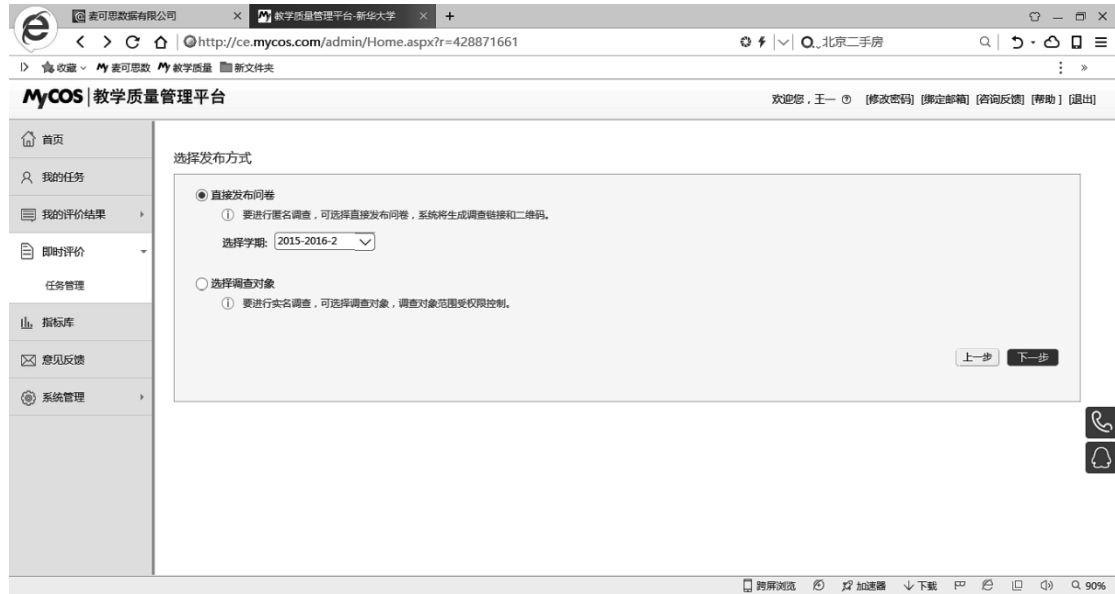 麦可思数据有限公司
教学质量管理平台-新华大学
http://ce.mycos.com/admin/Home.aspx?r=428871661
北京二手房
收藏 麦可思数 教学质量 新文件夹
MyCOS 教学质量管理平台
欢迎您，王一 [修改密码] [绑定邮箱] [咨询反馈] [帮助] [退出]
首页
我的任务
我的评价结果
即时评价
任务管理
指标库
意见反馈
系统管理
选择发布方式
直接发布问卷
要进行匿名调查，可选择直接发布问卷，系统将生成调查链接和二维码。
选择学期: 2015-2016-2
选择调查对象
要进行实名调查，可选择调查对象，调查对象范围受权限控制。
上一步 下一步
跨屏浏览 加速器 下载 90%